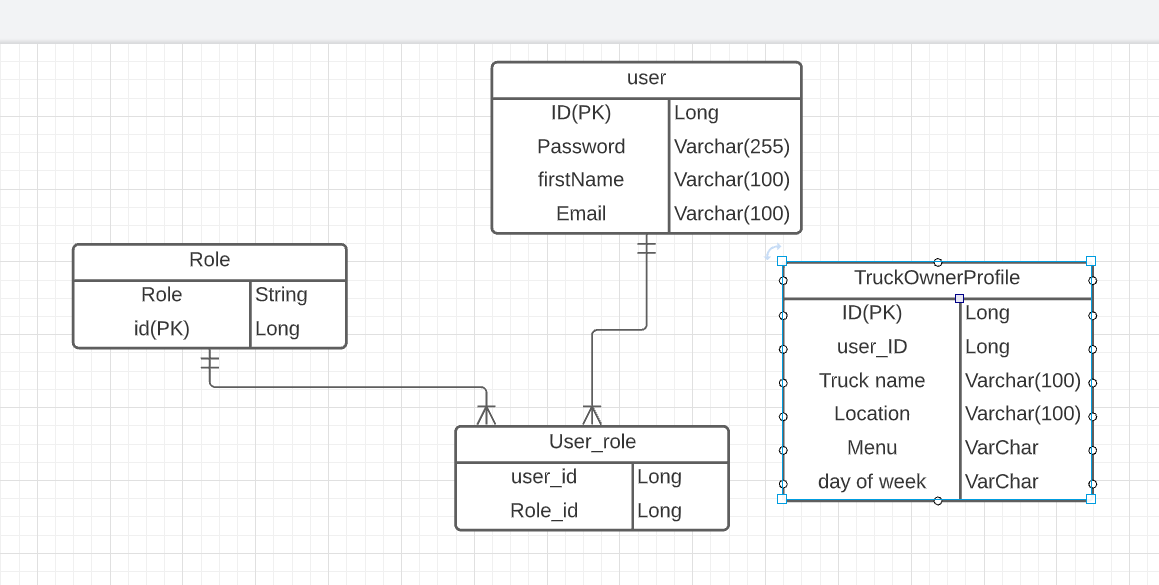 user
ID(PK) Long
Password Varchar(255)
firstName Varchar(100)
Email Varchar(100)
Role
Role String
id(PK) Long
TruckOwnerProfile
ID(PK) Long
user_ID Long
Truck name Varchar(100)
Location Varchar(100)
Menu VarChar
day of week VarChar
User_role
user_id Long
Role_id Long